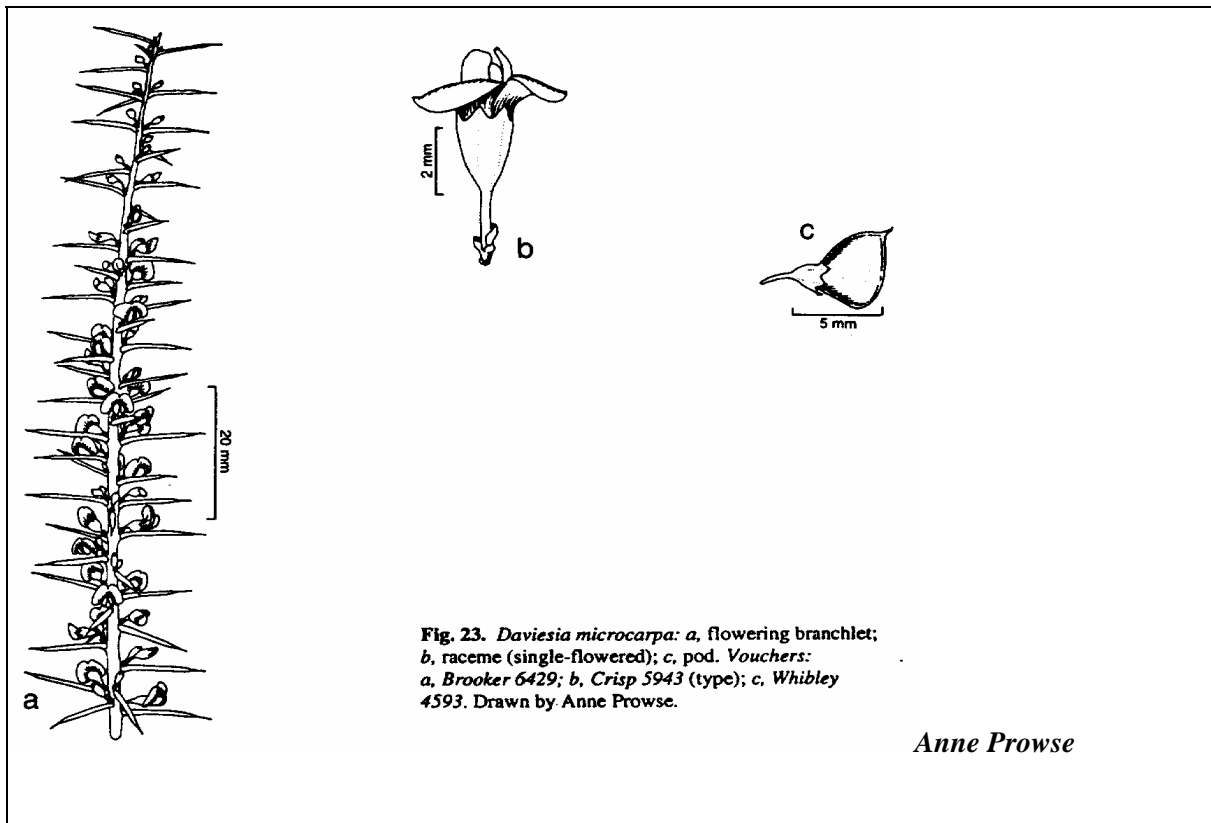 2 mm
b
c
5 mm
20 mm
a
Fig. 23. Daviesia microcarpa: a, flowering branchlet;
b, raceme (single-flowered); c, pod. Vouchers:
a, Brooker 6429; b, Crisp 5943 (type); c, Whibley
4593. Drawn by Anne Prowse.
Anne Prowse